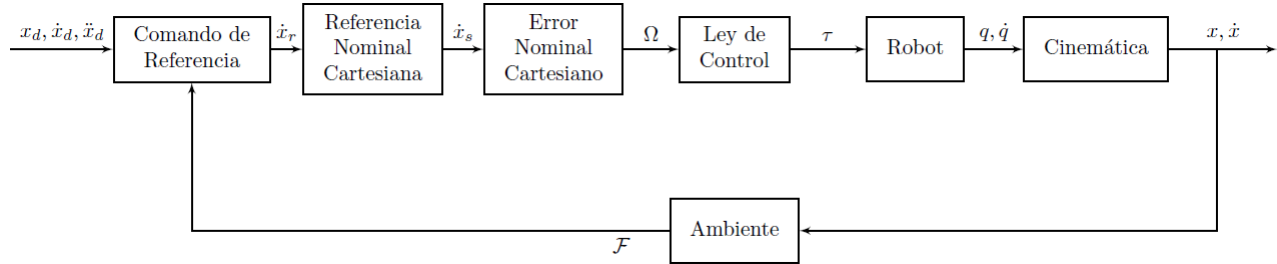 x_d, ẋ_d, ẍ_d
Comando de
Referencia
ẋ_r
Referencia
Nominal
Cartesiana
ẋ_s
Error
Nominal
Cartesiano
Ω
Ley de
Control
τ
Robot
q, q̇
Cinemática
x, ẋ
Ambiente
ℱ